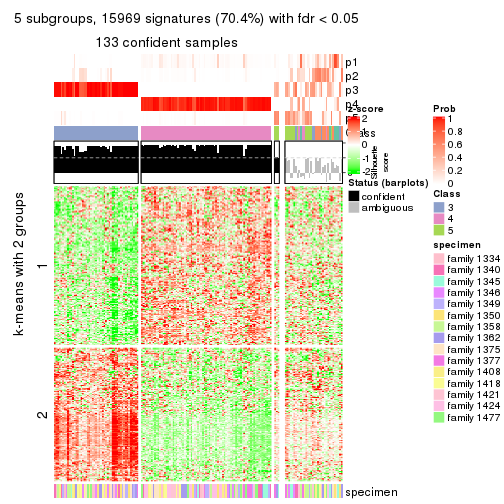 5 subgroups, 15969 signatures (70.4%) with fdr < 0.05
133 confident samples
p1
p2
p3
p4
p5
Class
k-means with 2 groups
1
2
specimen
z-score
2
1
0
-1
-2
Silhouette
score
Status (barplots)
confident
ambiguous
Prob
1
0.8
0.6
0.4
0.2
0
Class
3
4
5
specimen
family 1334
family 1340
family 1345
family 1346
family 1349
family 1350
family 1358
family 1362
family 1375
family 1377
family 1408
family 1418
family 1421
family 1424
family 1477